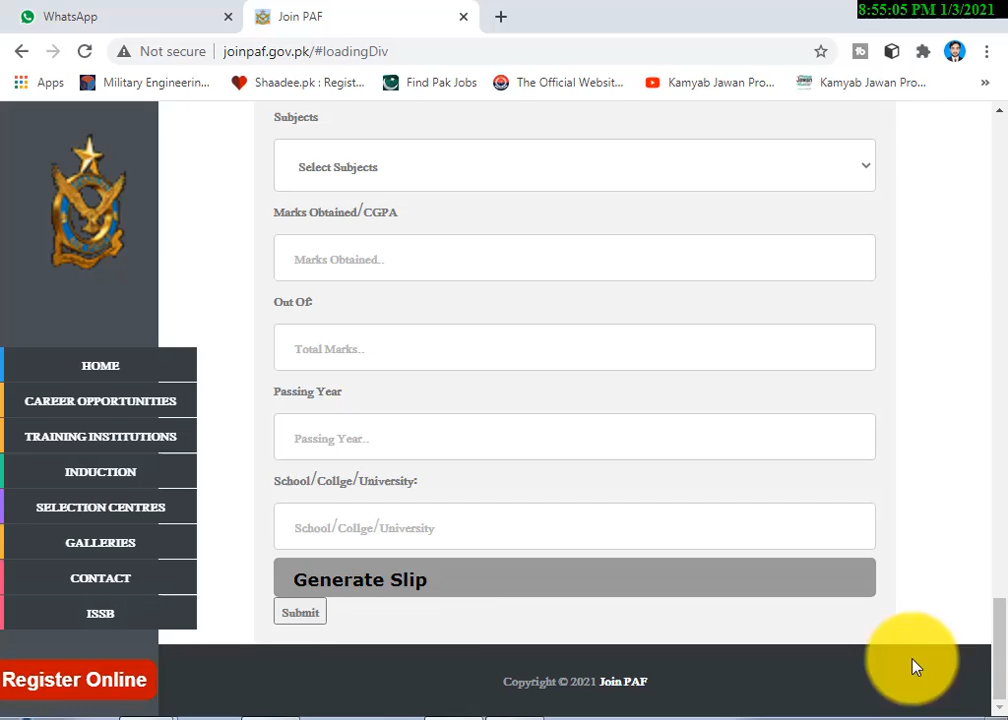 WhatsApp
Join PAF
8:55:05 PM 1/3/2021
Not secure
joinpaf.gov.pk/#loadingDiv
Apps
Military Engineerin...
Shaadee.pk : Regist...
Find Pak Jobs
The Official Websit...
Kamyab Jawan Pro...
Kamyab Jawan Pro...
Subjects
Select Subjects
Marks Obtained/CGPA
Marks Obtained..
Out Of:
Total Marks..
Passing Year
Passing Year..
School/Collge/University:
School/Collge/University
Generate Slip
Submit
HOME
CAREER OPPORTUNITIES
TRAINING INSTITUTIONS
INDUCTION
SELECTION CENTRES
GALLERIES
CONTACT
ISSB
Register Online
Copyright © 2021 Join PAF